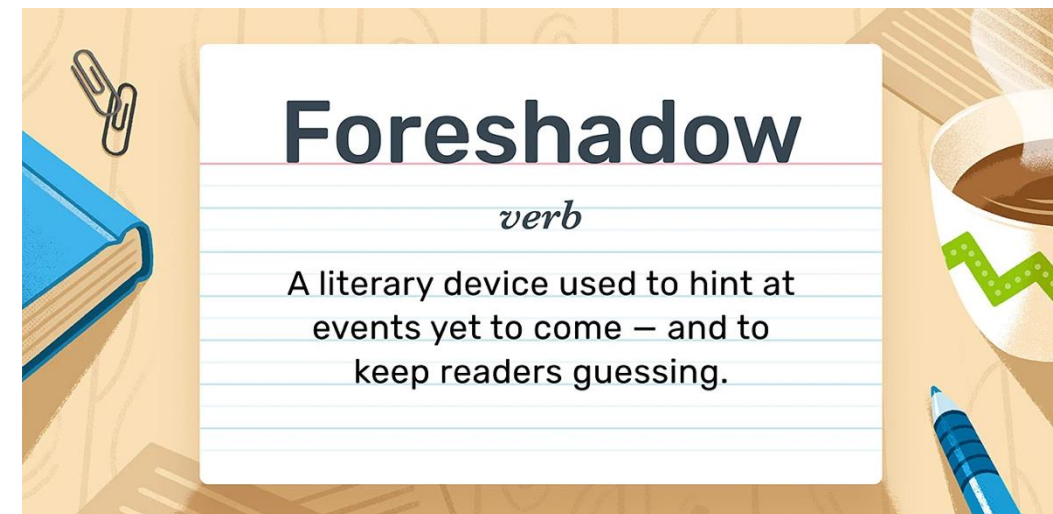 Foreshadow
verb
A literary device used to hint at
events yet to come — and to
keep readers guessing.